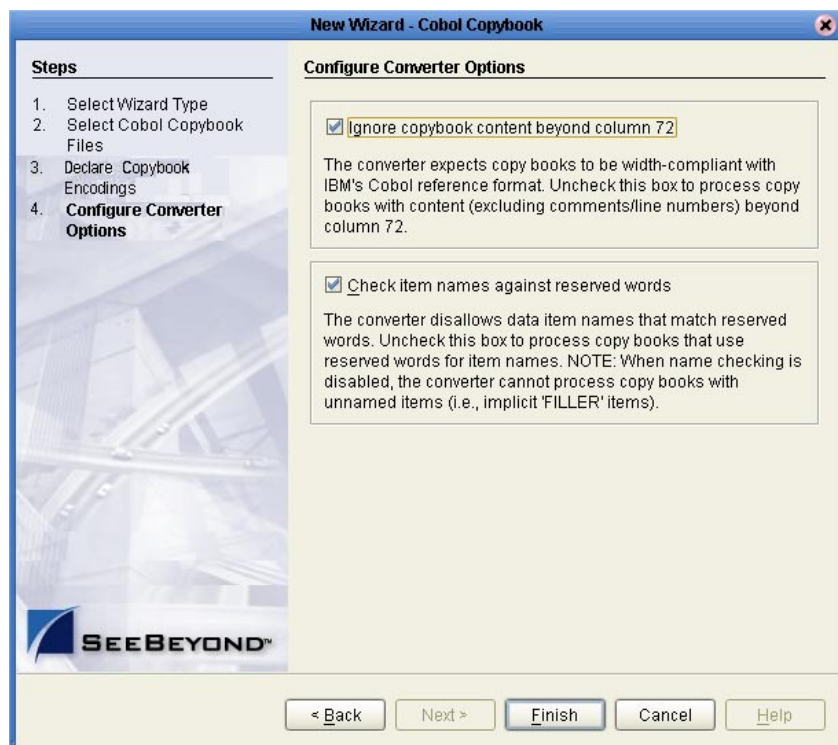 New Wizard - Cobol Copybook
Steps
1. Select Wizard Type
2. Select Cobol Copybook
Files
3. Declare Copybook
Encodings
4. Configure Converter
Options
Configure Converter Options
Ignore copybook content beyond column 72
The converter expects copy books to be width-compliant with
IBM's Cobol reference format. Uncheck this box to process copy
books with content (excluding comments/line numbers) beyond
column 72.
Check item names against reserved words
The converter disallows data item names that match reserved
words. Uncheck this box to process copy books that use
reserved words for item names. NOTE: When name checking is
disabled, the converter cannot process copy books with
unnamed items (i.e., implicit 'FILLER' items).
SEEBEYOND™
< Back
Next >
Finish
Cancel
Help